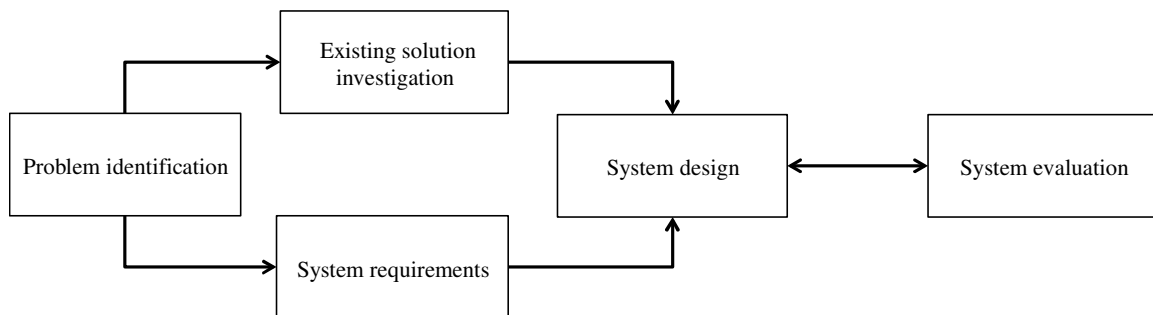 Existing solution
investigation
Problem identification
System design
System evaluation
System requirements